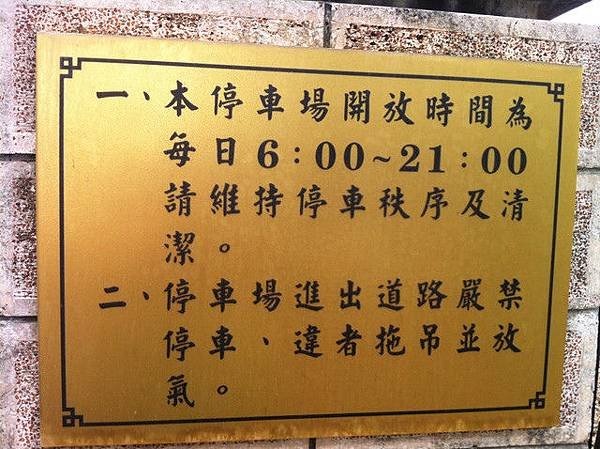 一、本停車場開放時間為
每日6:00~21:00
請維持停車秩序及清
潔。
二、停車場進出道路嚴禁
停車、違者拖吊並放
氣。